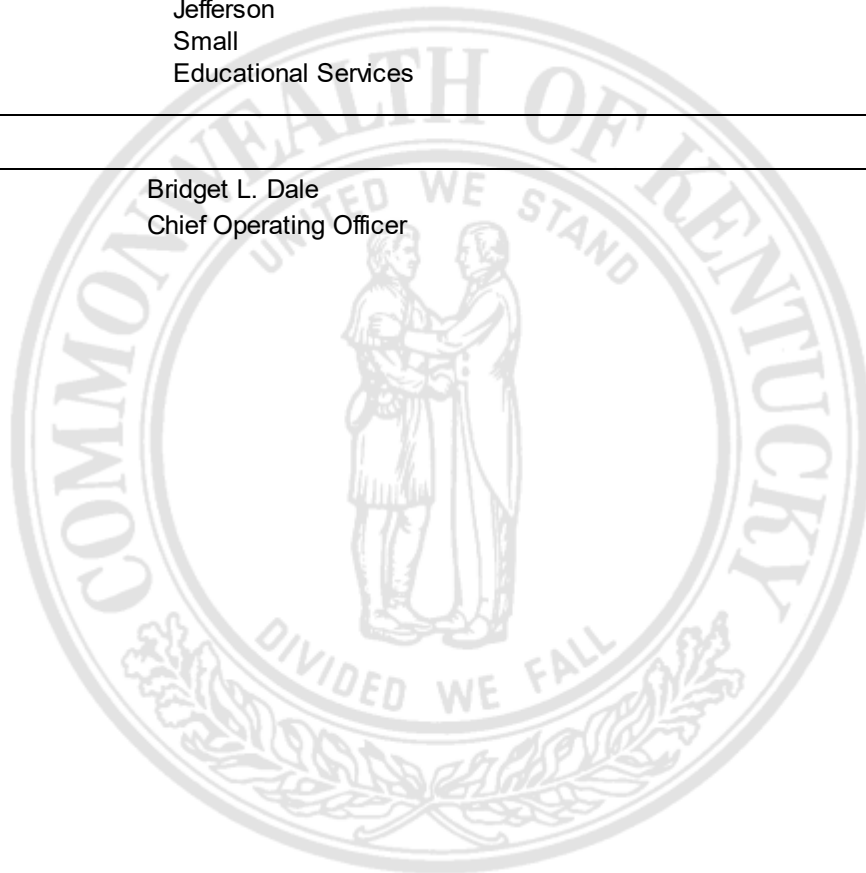 Jefferson
Small
Educational Services
Bridget L. Dale
Chief Operating Officer
COMMONWEALTH OF KENTUCKY
UNITED WE STAND
DIVIDED WE FALL